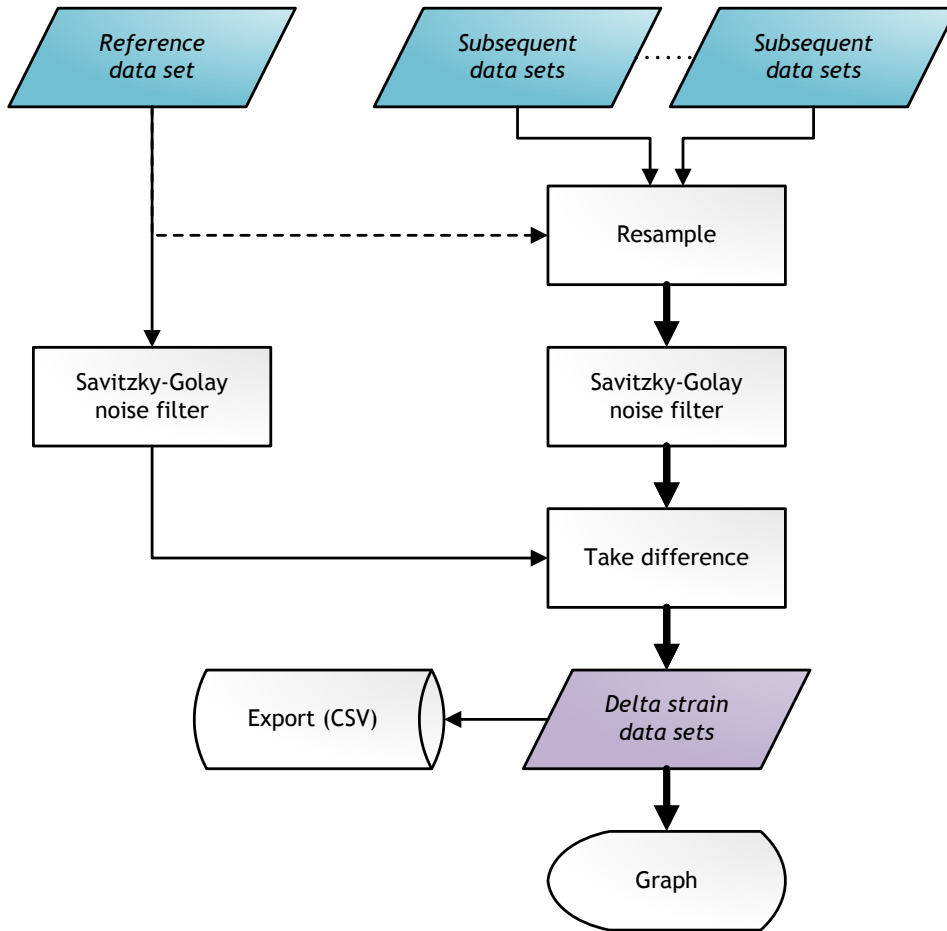 Reference
data set
Subsequent
data sets
Subsequent
data sets
Resample
Savitzky-Golay
noise filter
Savitzky-Golay
noise filter
Take difference
Export (CSV)
Delta strain
data sets
Graph